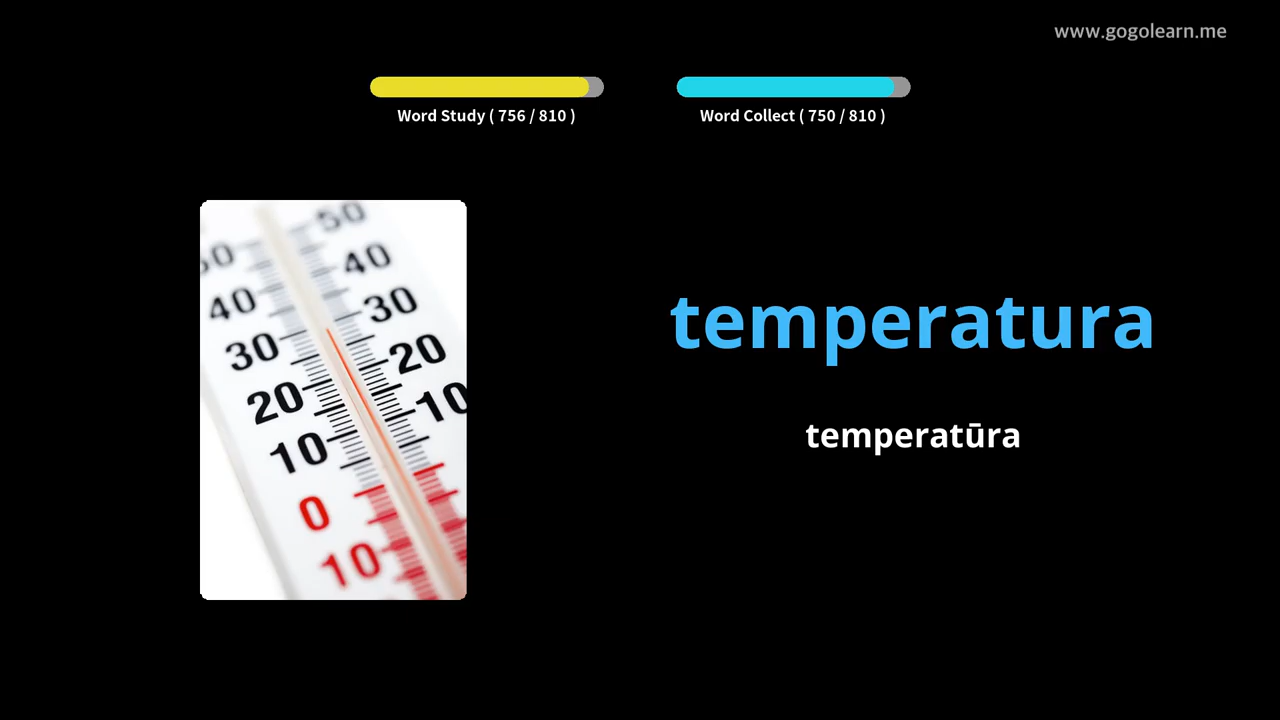 www.gogolearn.me
Word Study ( 756 / 810 )
Word Collect ( 750 / 810 )
50
40
40
30
30
20
20
10
10
0
10
temperatura
temperatūra